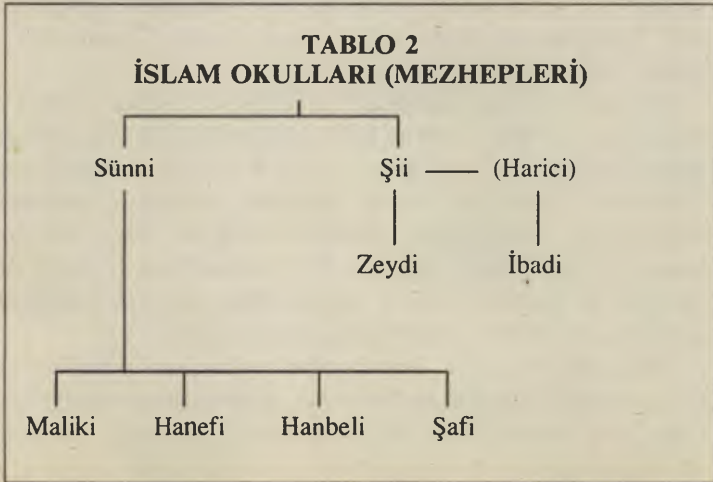 TABLO 2
İSLAM OKULLARI (MEZHEPLERİ)
Sünni Şii (Harici)
Zeydi İbadi
Maliki Hanefi Hanbeli Şafi